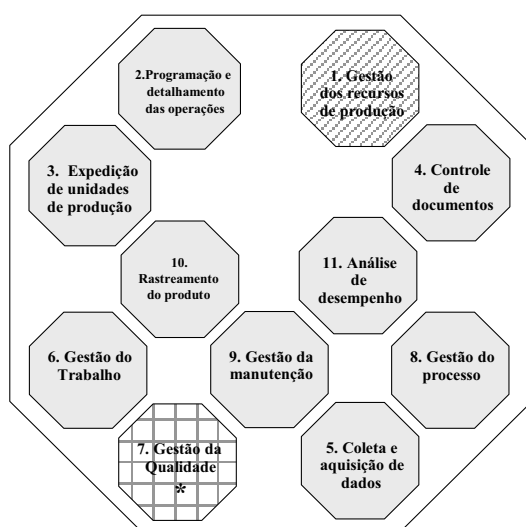 2.Programação e
detalhamento
das operações
1. Gestão
dos recursos
de produção
3. Expedição
de unidades
de produção
4. Controle
de
documentos
10.
Rastreamento
do produto
11. Análise
de
desempenho
6. Gestão do
Trabalho
9. Gestão da
manutenção
8. Gestão do
processo
7. Gestão da
Qualidade
*
5. Coleta e
aquisição de
dados